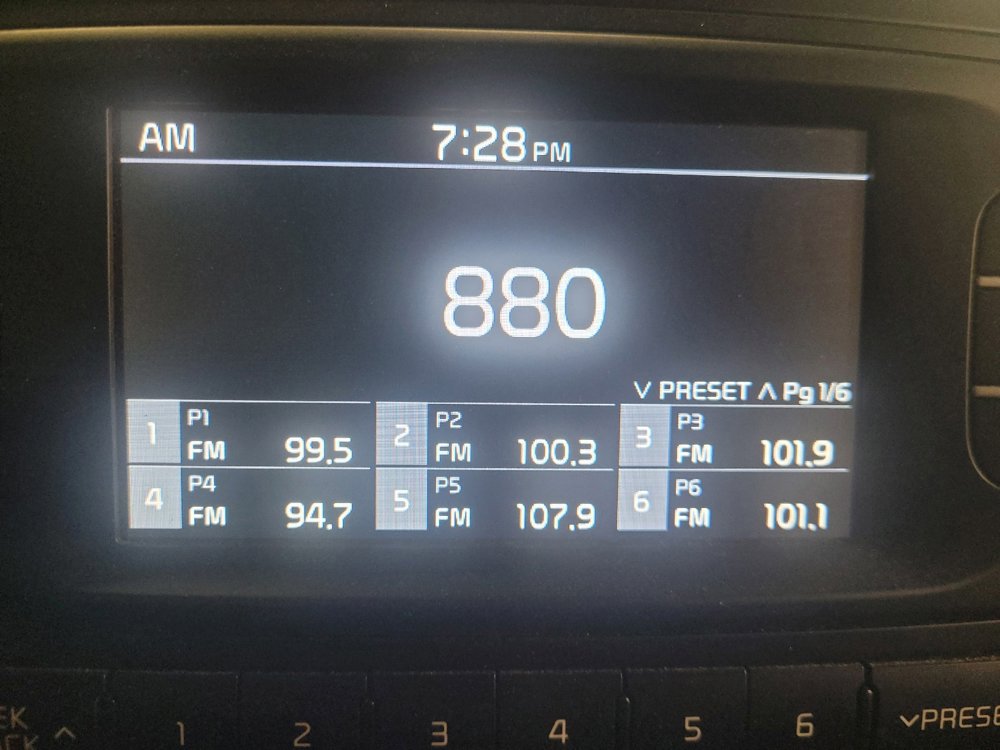 AM 7:28 PM
880
∨ PRESET ∧ Pg 1/6
1 P1 FM 99.5
2 P2 FM 100.3
3 P3 FM 101.9
4 P4 FM 94.7
5 P5 FM 107.9
6 P6 FM 101.1
EK
CK ∧ 1 2 3 4 5 6 ∨PRESE